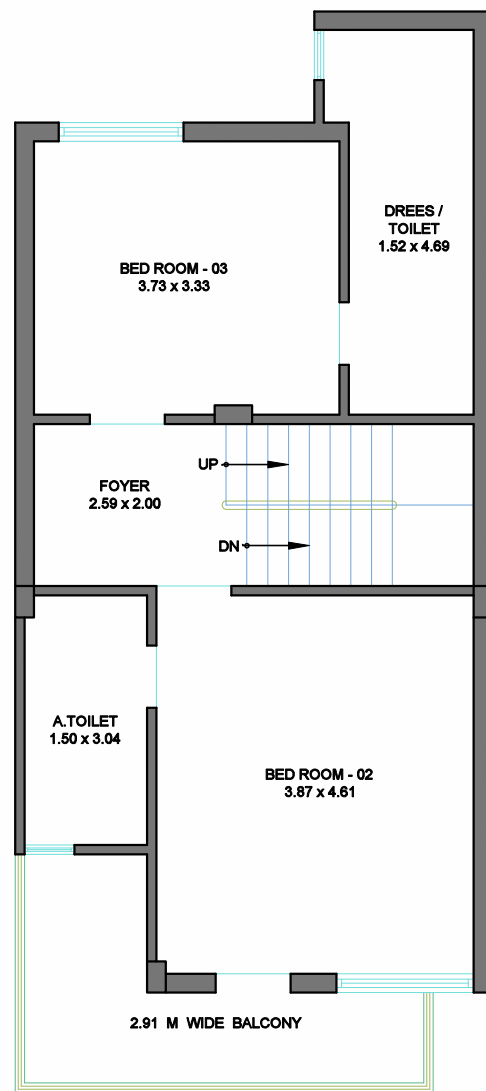 DREES /
TOILET
1.52 x 4.69
BED ROOM - 03
3.73 x 3.33
UP
FOYER
2.59 x 2.00
DN
A.TOILET
1.50 x 3.04
BED ROOM - 02
3.87 x 4.61
2.91 M WIDE BALCONY